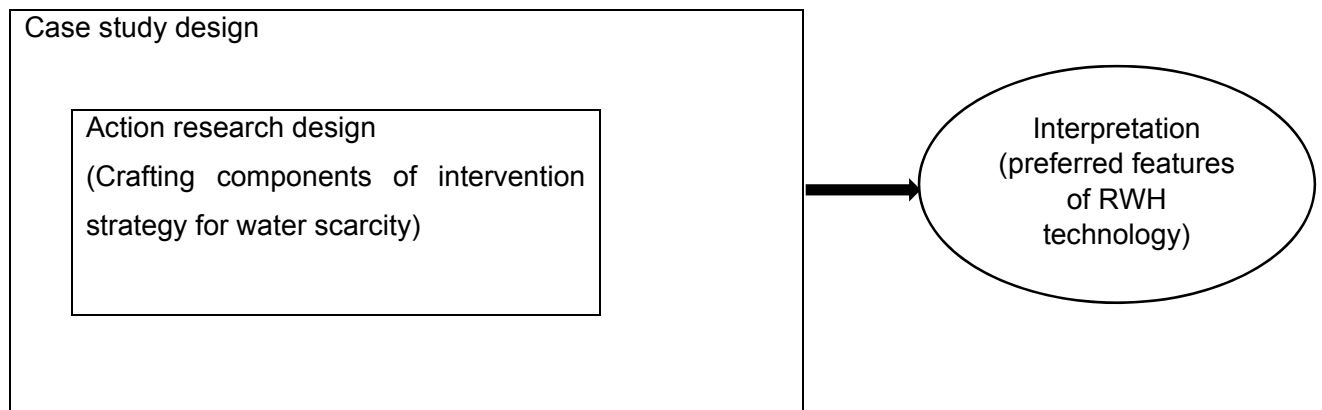 Case study design
Action research design
(Crafting components of intervention
strategy for water scarcity)
Interpretation
(preferred features
of RWH
technology)